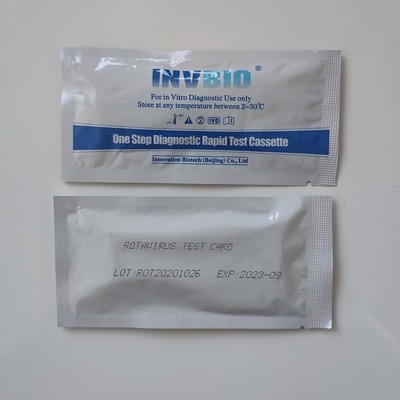 INVBIO®
For in Vitro Diagnostic Use only
Store at any temperature between 2~30℃
IVD
One Step Diagnostic Rapid Test Cassette
Innovation Biotech (Beijing) Co., Ltd
ROTAVIRUS TEST CARD
LOT:ROT20201026 EXP:2023-09